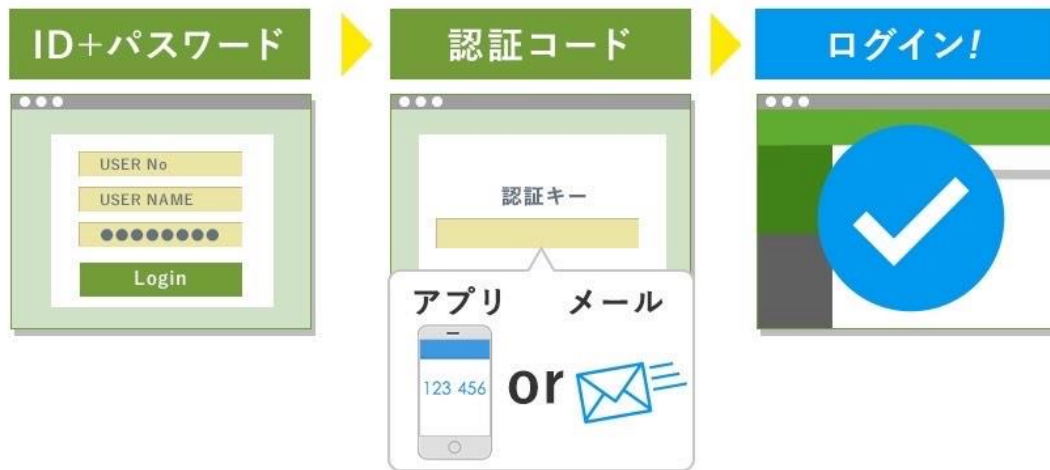 ID+パスワード
認証コード
ログイン!
USER No
USER NAME
●●●●●●●●
Login
認証キー
アプリ
メール
123 456
or